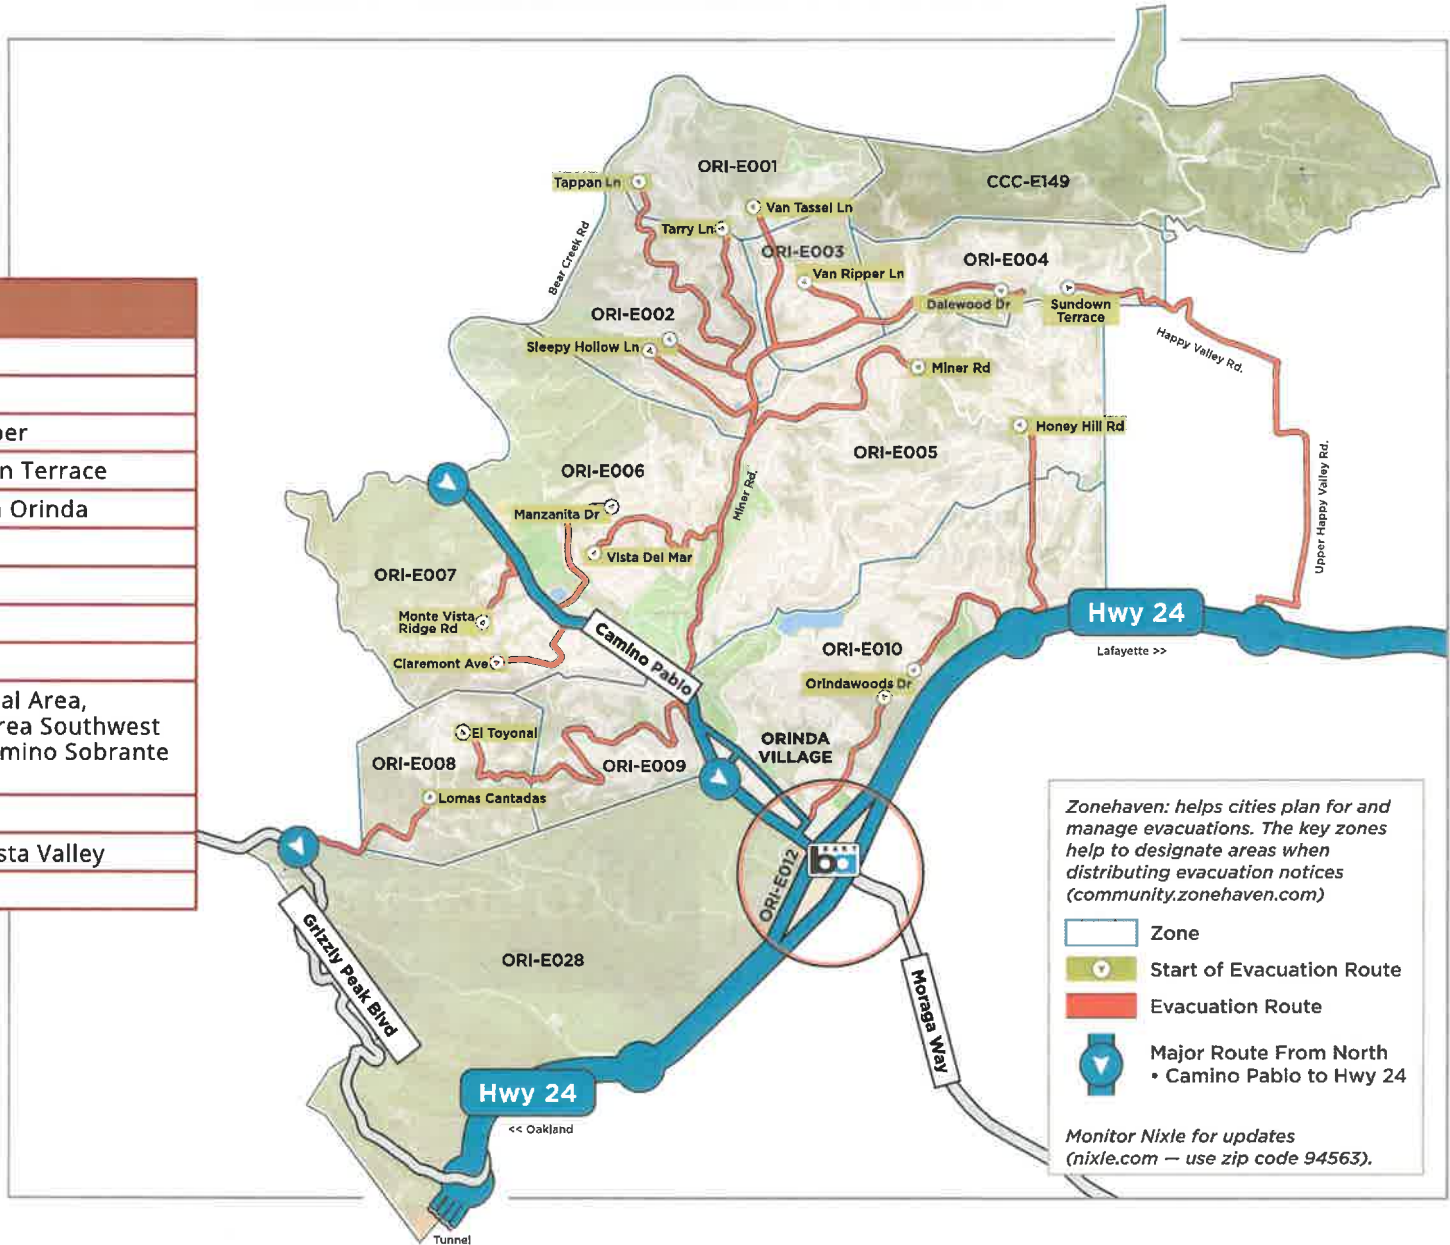 ORI-E001
CCC-E149
Tappan Ln
Van Tassel Ln
Tarry Ln
Bear Creek Rd
ORI-E003
ORI-E004
Van Ripper Ln
Dalewood Dr
Sundown
Terrace
ORI-E002
Sleepy Hollow Ln
Happy Valley Rd.
Miner Rd
Honey Hill Rd
ORI-E005
ORI-E006
Miner Rd.
Upper Happy Valley Rd.
Manzanita Dr
Vista Del Mar
ORI-E007
Monte Vista
Ridge Rd
Claremont Ave
Camino Pablo
Hwy 24
Lafayette >>
ORI-E010
Orindawoods Dr
El Toyonal
ORI-E008
ORI-E009
ORINDA
VILLAGE
Lomas Cantadas
ORI-E012
BART
ba
Grizzly Peak Blvd
ORI-E028
Moraga Way
Hwy 24
<< Oakland
Tunnel
n Terrace
Orinda
al Area,
rea Southwest
mino Sobrante
sta Valley
Zonehaven: helps cities plan for and
manage evacuations. The key zones
help to designate areas when
distributing evacuation notices
(community.zonehaven.com)
Zone
Start of Evacuation Route
Evacuation Route
Major Route From North
• Camino Pablo to Hwy 24
Monitor Nixle for updates
(nixle.com — use zip code 94563).